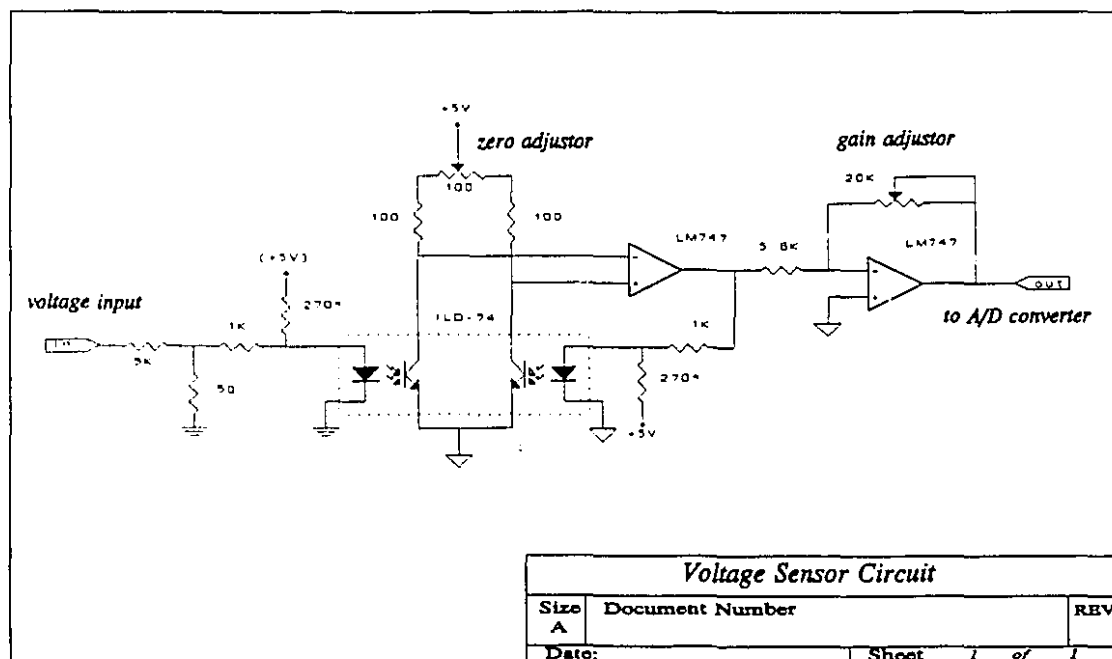 +5V
zero adjustor
gain adjustor
100
20K
100
100
LM747
5 8K
LM747
(+5V)
out
voltage input
270*
ILD-74
to A/D converter
1K
1K
In
5K
270*
50
+5V
Voltage Sensor Circuit
Size
A
Document Number
REV
Date:
Sheet 1 of 1